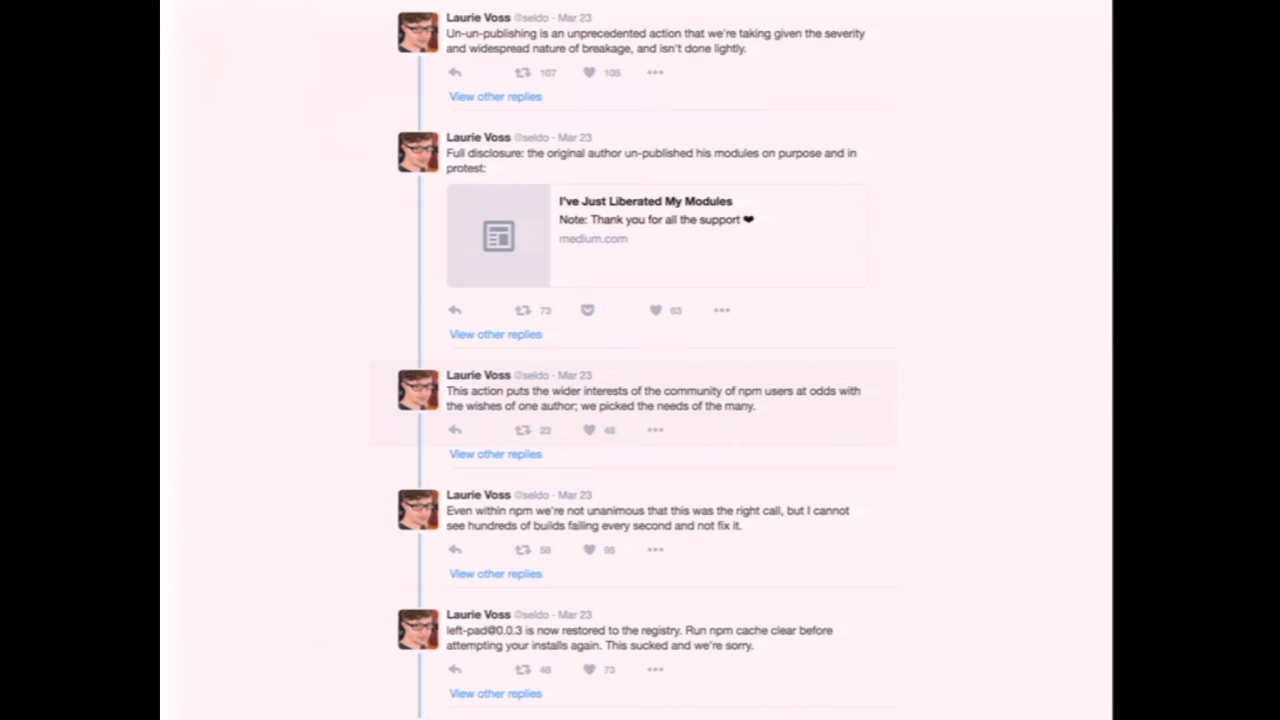 Laurie Voss @seldo - Mar 23
Un-un-publishing is an unprecedented action that we're taking given the severity
and widespread nature of breakage, and isn't done lightly.
107 105
View other replies
Laurie Voss @seldo - Mar 23
Full disclosure: the original author un-published his modules on purpose and in
protest:
I've Just Liberated My Modules
Note: Thank you for all the support ❤
medium.com
73 63
View other replies
Laurie Voss @seldo - Mar 23
This action puts the wider interests of the community of npm users at odds with
the wishes of one author; we picked the needs of the many.
23 48
View other replies
Laurie Voss @seldo - Mar 23
Even within npm we're not unanimous that this was the right call, but I cannot
see hundreds of builds failing every second and not fix it.
58 95
View other replies
Laurie Voss @seldo - Mar 23
left-pad@0.0.3 is now restored to the registry. Run npm cache clear before
attempting your installs again. This sucked and we're sorry.
48 73
View other replies